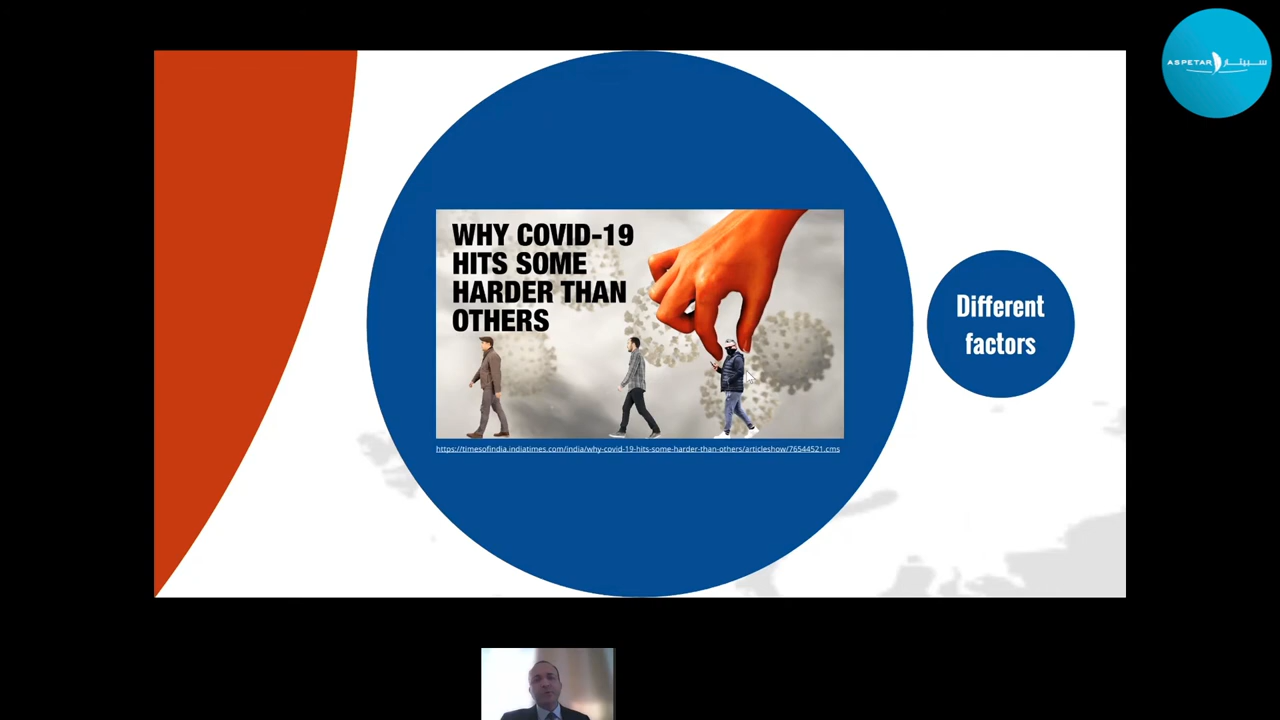 ASPETAR سبيتار
WHY COVID-19
HITS SOME
HARDER THAN
OTHERS
Different
factors
https://timesofindia.indiatimes.com/india/why-covid-19-hits-some-harder-than-others/articleshow/76544521.cms